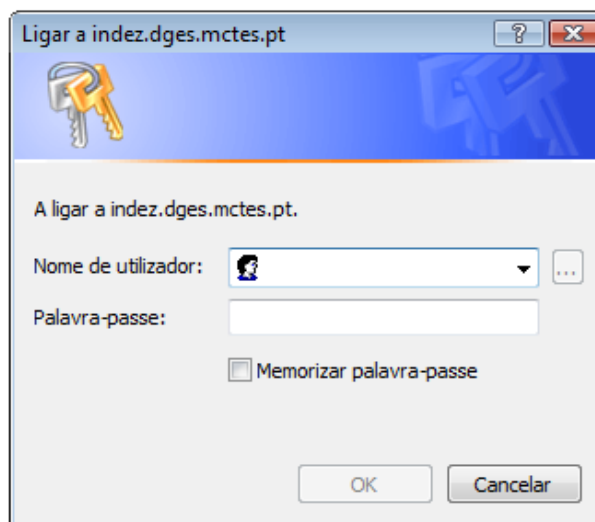 Ligar a indez.dges.mctes.pt
A ligar a indez.dges.mctes.pt.
Nome de utilizador:
...
Palavra-passe:
Memorizar palavra-passe
OK
Cancelar